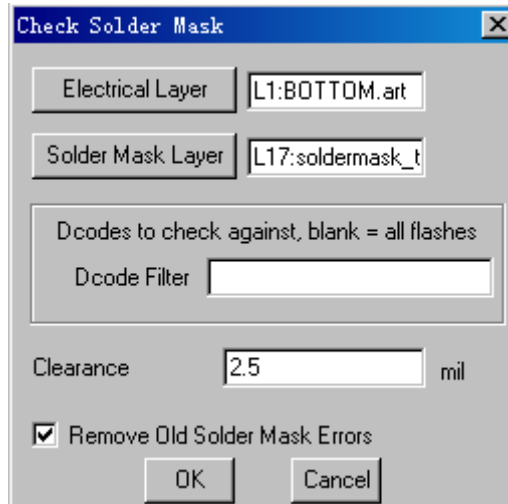 Check Solder Mask
Electrical Layer L1:BOTTOM.art
Solder Mask Layer L17:soldermask_t
Dcodes to check against, blank = all flashes
Dcode Filter
Clearance 2.5 mil
Remove Old Solder Mask Errors
OK Cancel